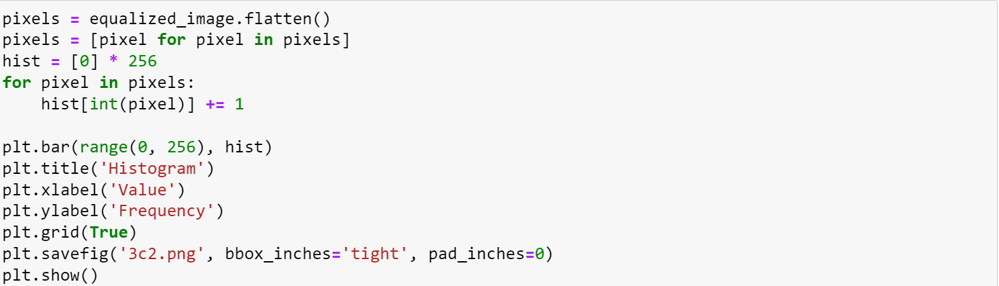 pixels = equalized_image.flatten()
pixels = [pixel for pixel in pixels]
hist = [0] * 256
for pixel in pixels:
    hist[int(pixel)] += 1

plt.bar(range(0, 256), hist)
plt.title('Histogram')
plt.xlabel('Value')
plt.ylabel('Frequency')
plt.grid(True)
plt.savefig('3c2.png', bbox_inches='tight', pad_inches=0)
plt.show()